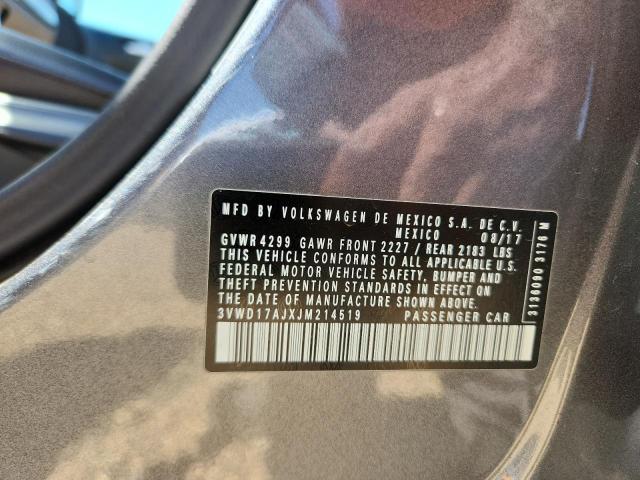 MFD BY VOLKSWAGEN DE MEXICO S.A. DE C.V.
MEXICO 08/17
GVWR 4299 GAWR FRONT 2227 / REAR 2183 LBS
THIS VEHICLE CONFORMS TO ALL APPLICABLE U.S.
FEDERAL MOTOR VEHICLE SAFETY, BUMPER AND
THEFT PREVENTION STANDARDS IN EFFECT ON
THE DATE OF MANUFACTURE SHOWN ABOVE.
3VWD17AJXJM214519 PASSENGER CAR
3136090 3176 M